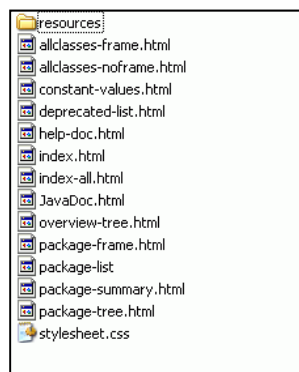 resources
allclasses-frame.html
allclasses-noframe.html
constant-values.html
deprecated-list.html
help-doc.html
index.html
index-all.html
JavaDoc.html
overview-tree.html
package-frame.html
package-list
package-summary.html
package-tree.html
stylesheet.css